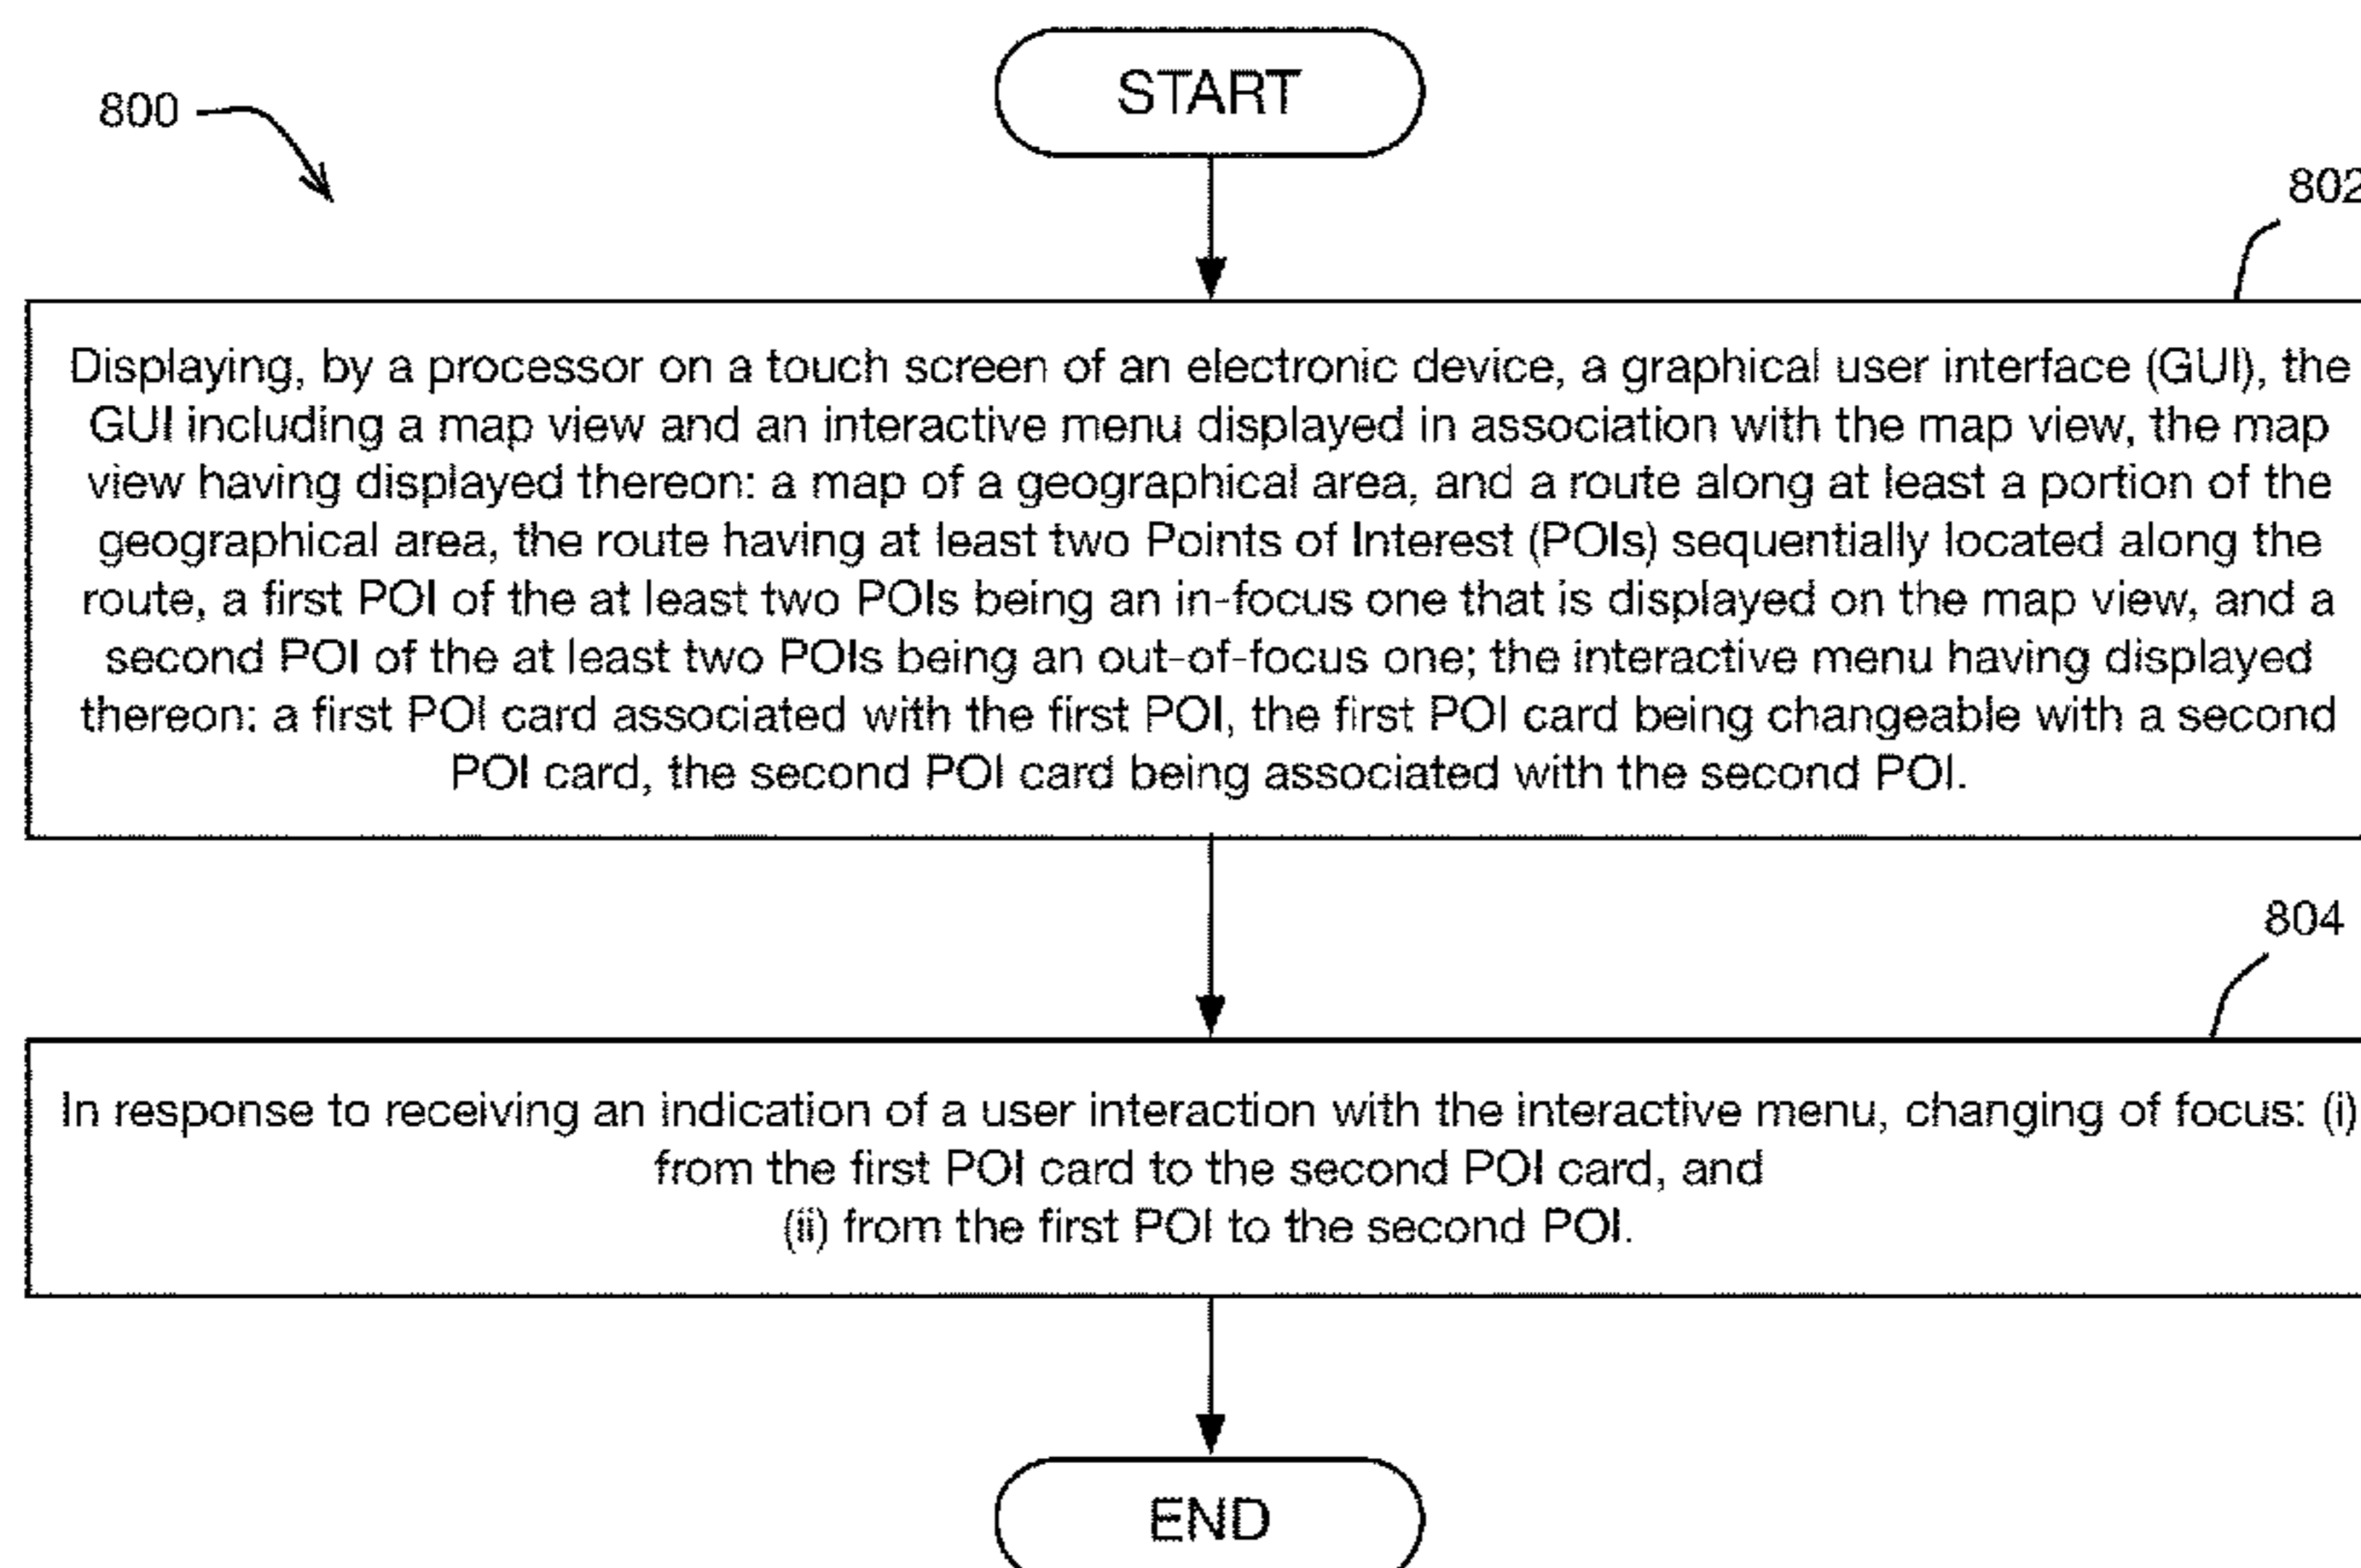 START
800
802
Displaying, by a processor on a touch screen of an electronic device, a graphical user interface (GUI), the
GUI including a map view and an interactive menu displayed in association with the map view, the map
view having displayed thereon: a map of a geographical area, and a route along at least a portion of the
geographical area, the route having at least two Points of Interest (POIs) sequentially located along the
route, a first POI of the at least two POIs being an in-focus one that is displayed on the map view, and a
second POI of the at least two POIs being an out-of-focus one; the interactive menu having displayed
thereon: a first POI card associated with the first POI, the first POI card being changeable with a second
POI card, the second POI card being associated with the second POI.
804
In response to receiving an indication of a user interaction with the interactive menu, changing of focus: (i)
from the first POI card to the second POI card, and
(ii) from the first POI to the second POI.
END